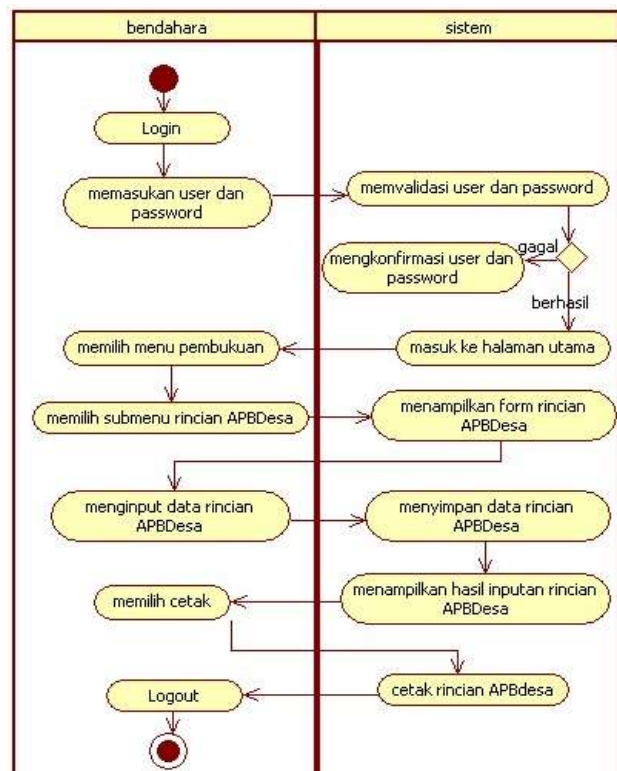 bendahara
sistem
Login
memasukan user dan
password
memvalidasi user dan password
gagal
mengkonfirmasi user dan
password
berhasil
masuk ke halaman utama
memilih menu pembukuan
memilih submenu rincian APBDesa
menampilkan form rincian
APBDesa
menginput data rincian
APBDesa
menyimpan data rincian
APBDesa
menampilkan hasil inputan rincian
APBDesa
memilih cetak
cetak rincian APBdesa
Logout